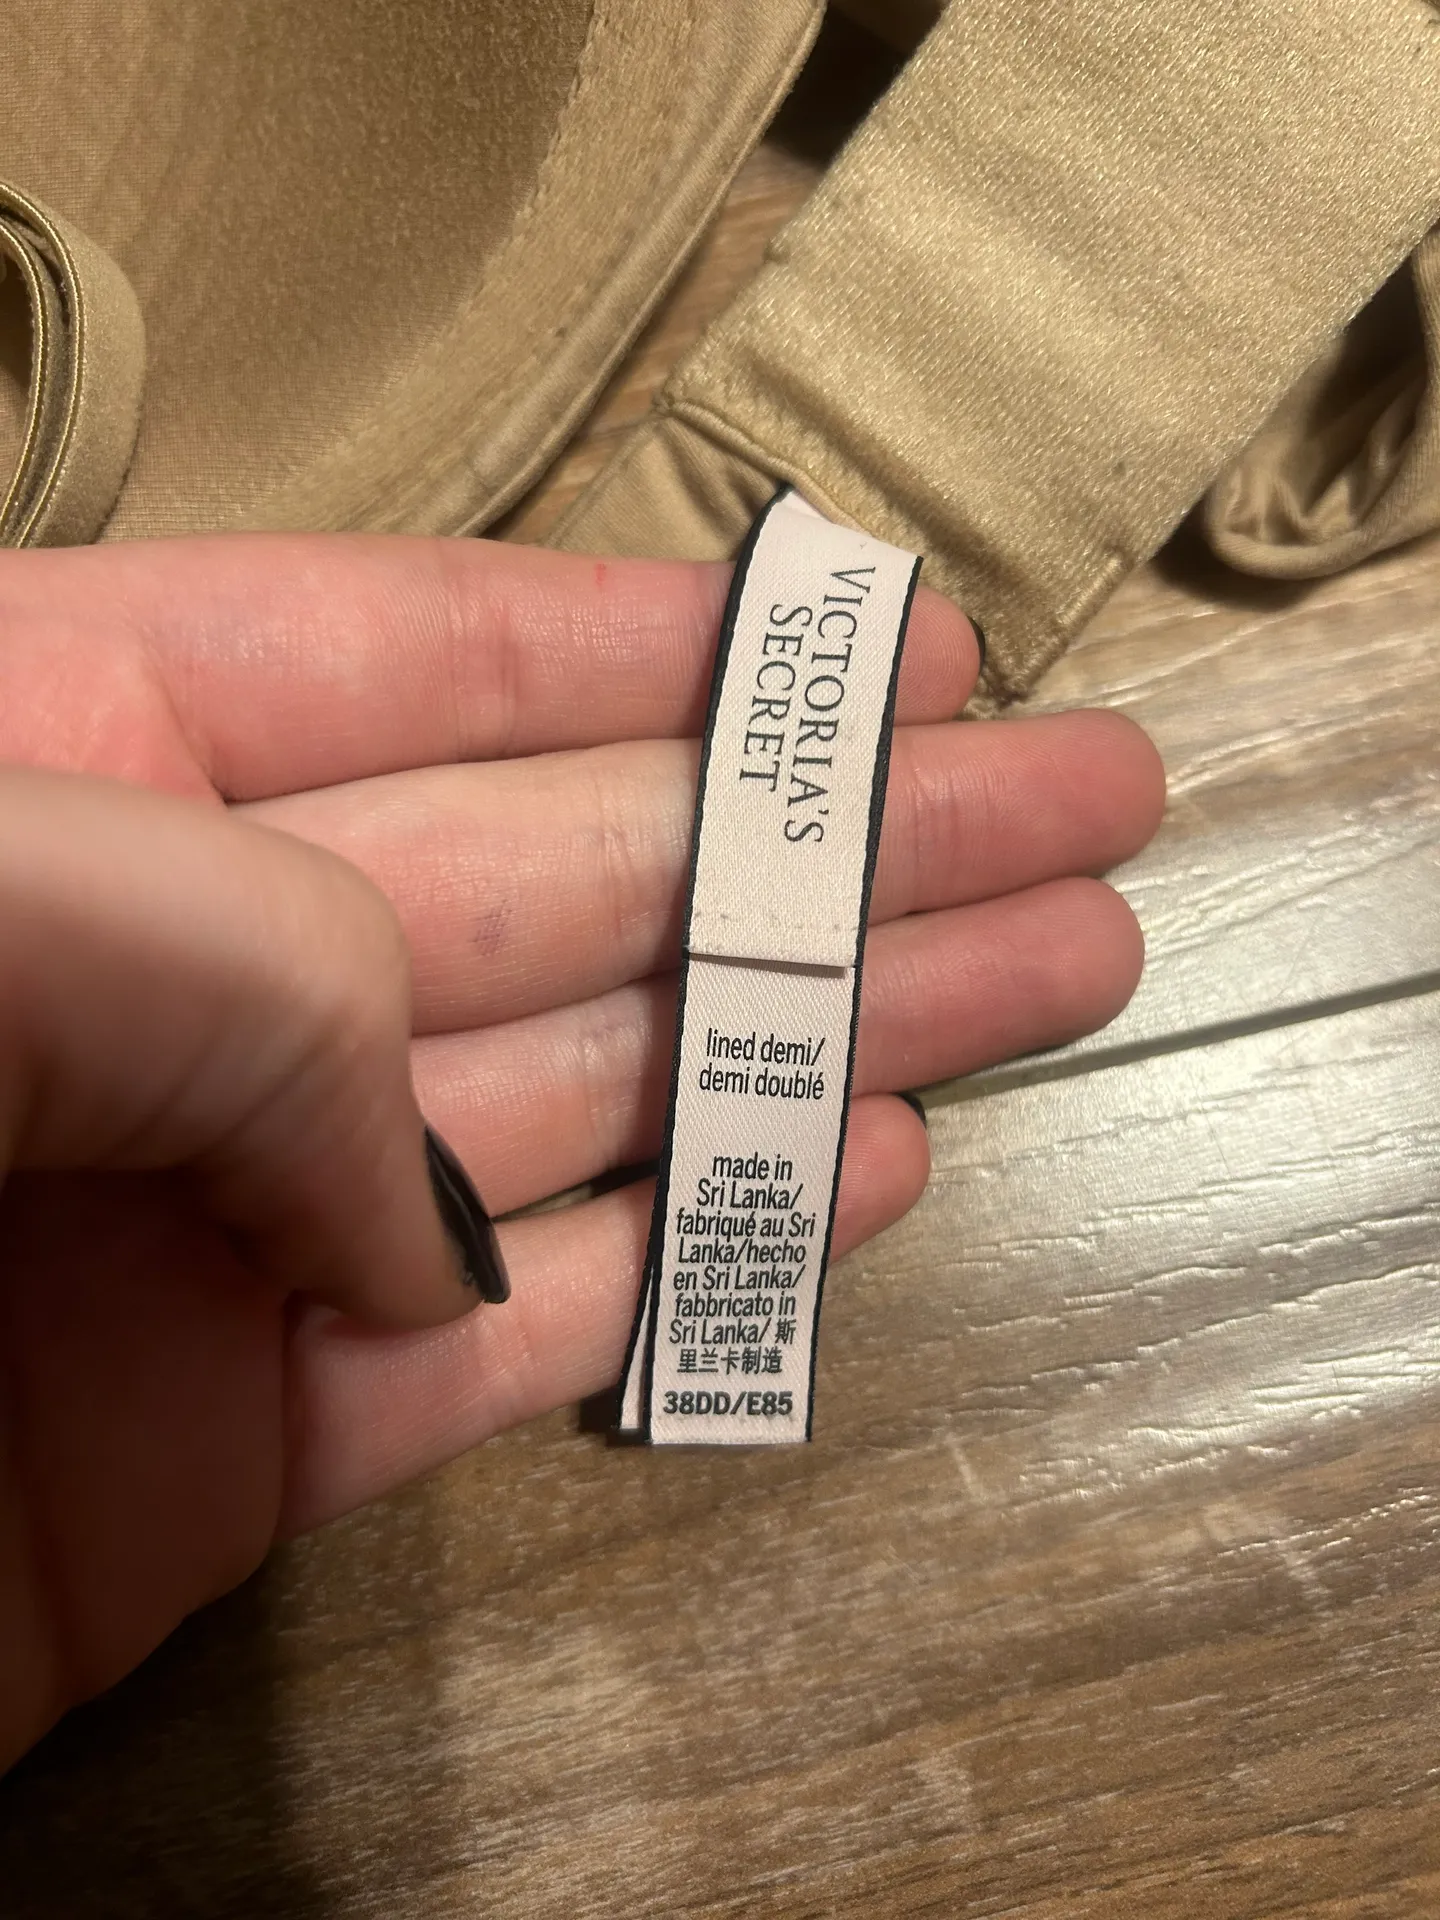 VICTORIA'S
SECRET
lined demi/
demi doublé
made in
Sri Lanka/
fabriqué au Sri
Lanka/hecho
en Sri Lanka/
fabbricato in
Sri Lanka/ 斯
里兰卡制造
38DD/E85